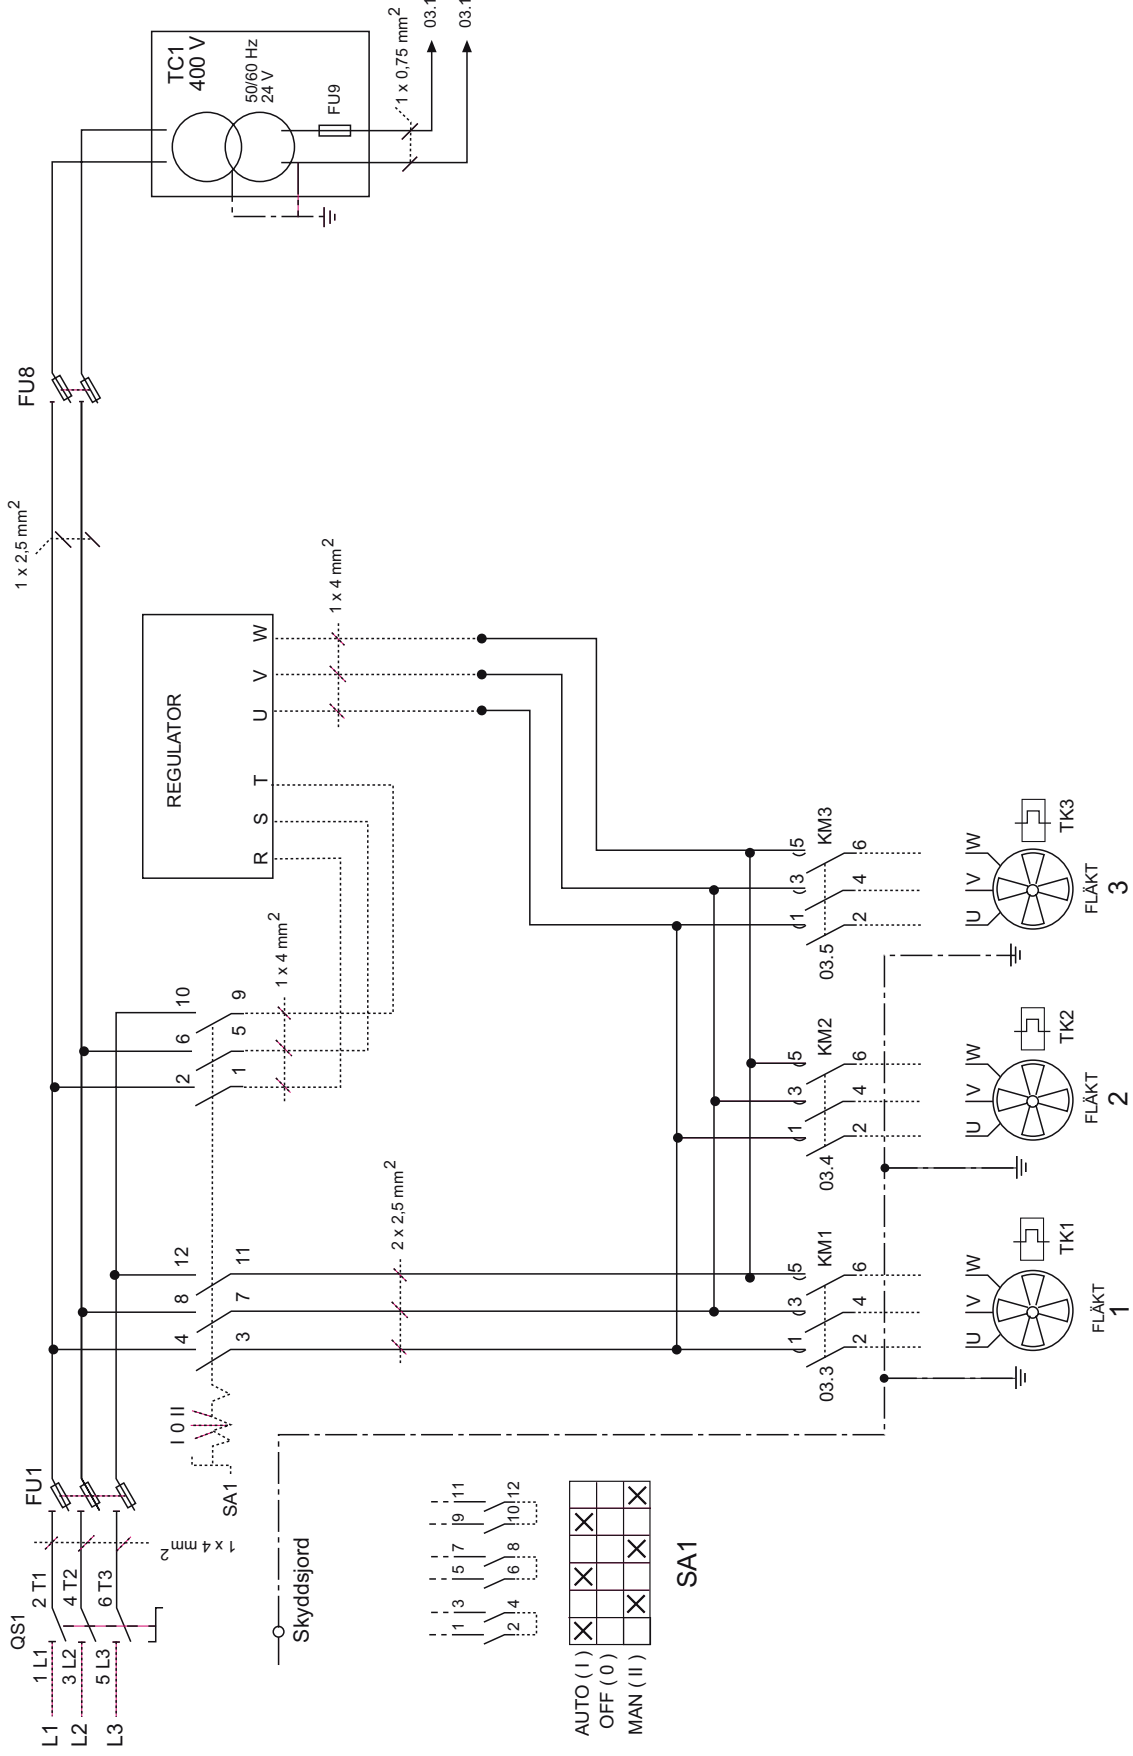 QS1
L1
L2
L3
1 L1
3 L2
5 L3
2 T1
4 T2
6 T3
1 x 4 mm²
FU1
1 x 2,5 mm²
FU8
TC1
400 V
50/60 Hz
24 V
FU9
1 x 0,75 mm²
03.1
03.1
SA1
I 0 II
4
8
12
3
7
11
2
6
10
1
5
9
2 x 2,5 mm²
1 x 4 mm²
REGULATOR
R
S
T
U
V
W
1 x 4 mm²
Skyddsjord
1
3
5
7
9
11
2
4
6
8
10
12
AUTO ( I )
OFF ( 0 )
MAN ( II )
SA1
1
3
5
KM1
03.3
2
4
6
U
V
W
TK1
FLÄKT
1
1
3
5
KM2
03.4
2
4
6
U
V
W
TK2
FLÄKT
2
1
3
5
KM3
03.5
2
4
6
U
V
W
TK3
FLÄKT
3